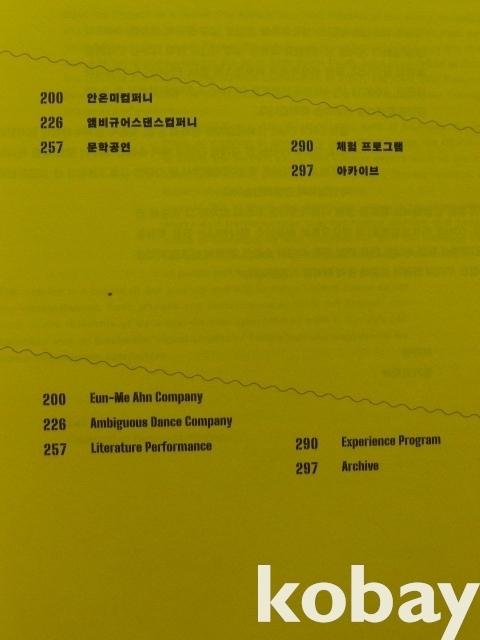 200 안은미컴퍼니
226 앰비규어스댄스컴퍼니
257 문학공연
290 체험 프로그램
297 아카이브
200 Eun-Me Ahn Company
226 Ambiguous Dance Company
257 Literature Performance
290 Experience Program
297 Archive
kobay